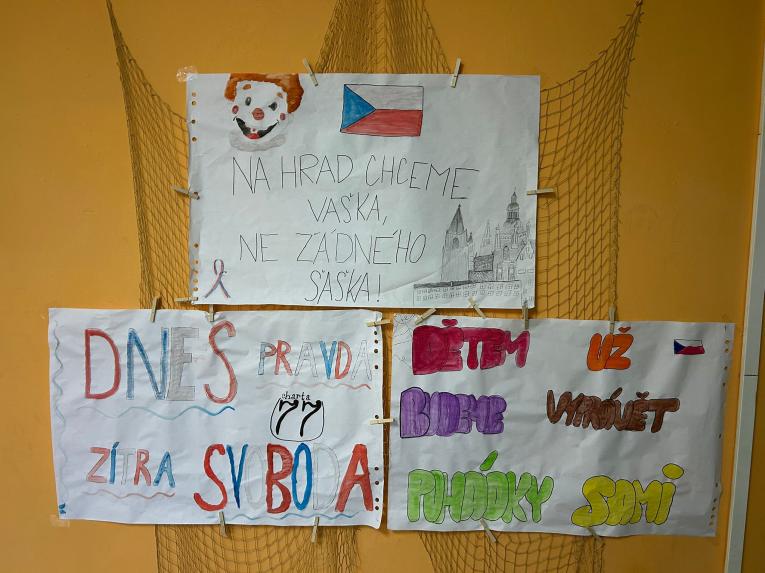 NA HRAD CHCEME
VAŠKA,
NE ŽÁDNÉHO
ŠAŠKA!
DNES PRAVDA
charta
77
ZÍTRA SVOBODA
DĚTEM UŽ
BUDEME VYPRÁVĚT
POHÁDKY SAMI